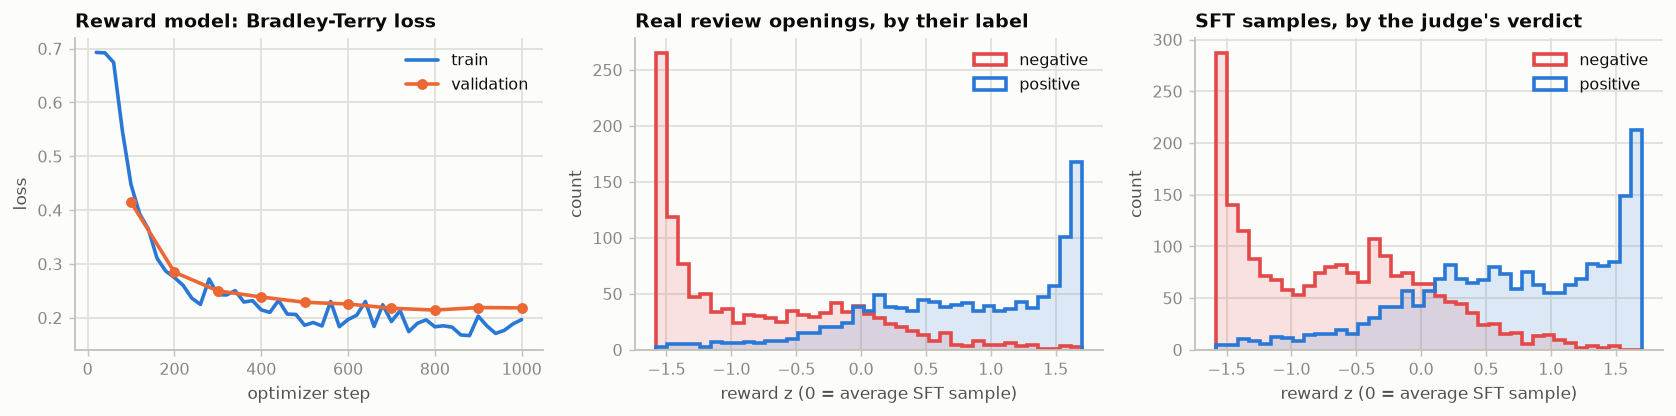 Reward model: Bradley-Terry loss
train
validation
0.7
0.6
0.5
0.4
0.3
0.2
loss
0
200
400
600
800
1000
optimizer step
Real review openings, by their label
negative
positive
250
200
150
100
50
0
count
−1.5
−1.0
−0.5
0.0
0.5
1.0
1.5
reward z (0 = average SFT sample)
SFT samples, by the judge's verdict
negative
positive
300
250
200
150
100
50
0
count
−1.5
−1.0
−0.5
0.0
0.5
1.0
1.5
reward z (0 = average SFT sample)